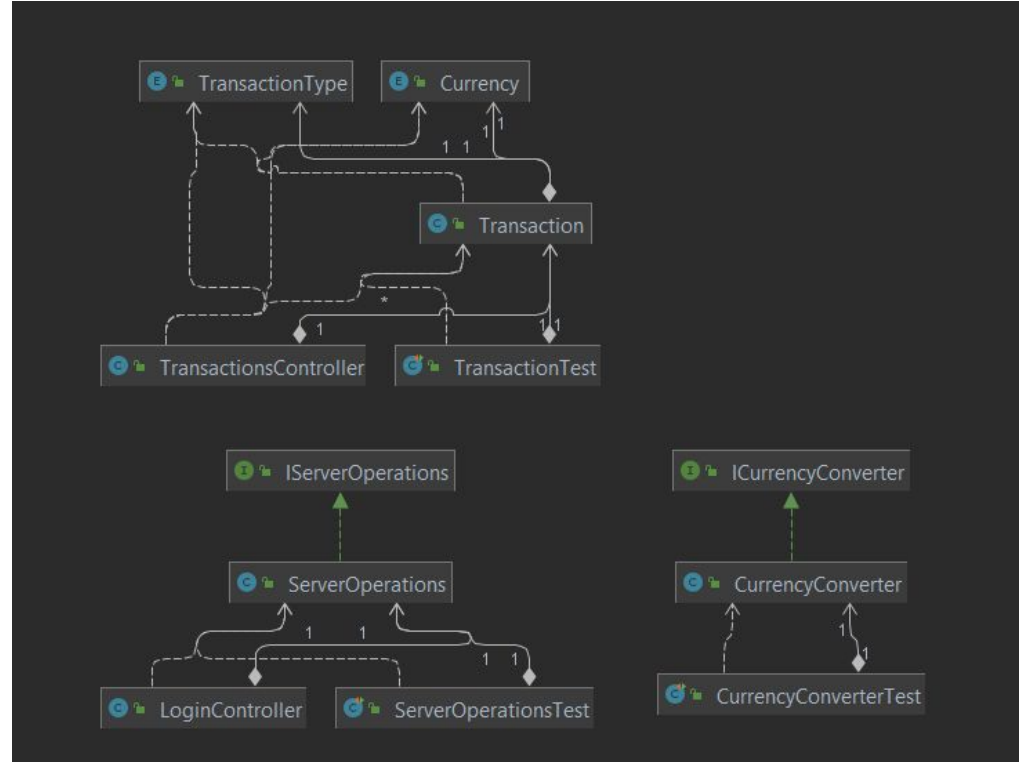 E TransactionType
E Currency
1 1
1 1
C Transaction
*
1
1 1
C TransactionsController
C TransactionTest
I IServerOperations
I ICurrencyConverter
C ServerOperations
C CurrencyConverter
1 1
1 1
1
1
C LoginController
C ServerOperationsTest
C CurrencyConverterTest